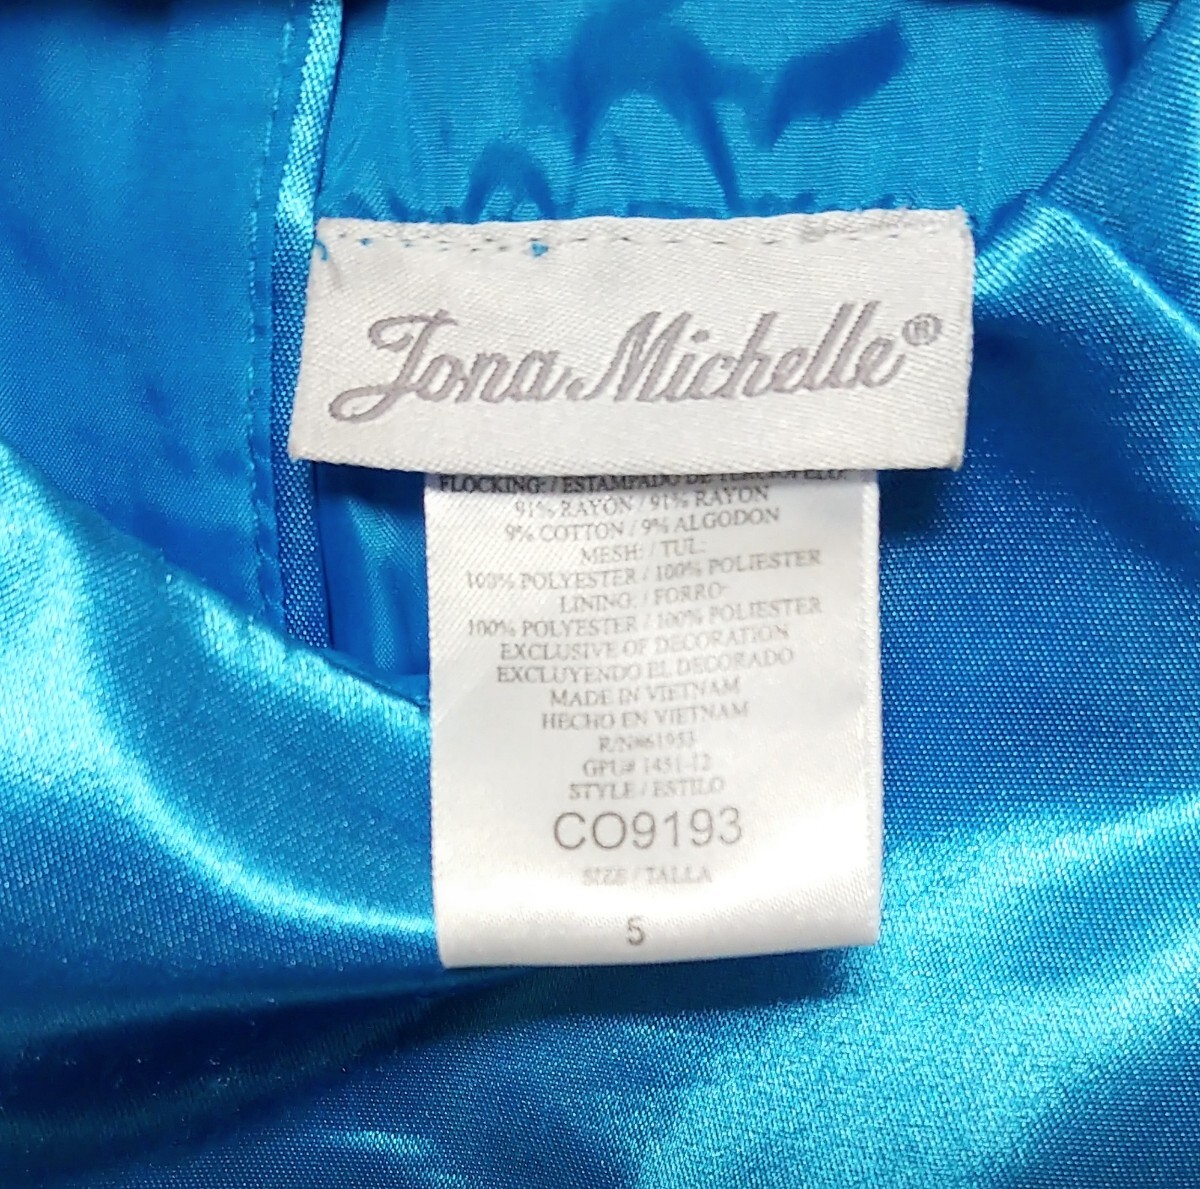 Jona Michelle®
FLOCKING: / ESTAMPADO DE TERCIOPELO:
91% RAYON / 91% RAYON
9% COTTON / 9% ALGODON
MESH: / TUL:
100% POLYESTER / 100% POLIESTER
LINING: / FORRO:
100% POLYESTER / 100% POLIESTER
EXCLUSIVE OF DECORATION
EXCLUYENDO EL DECORADO
MADE IN VIETNAM
HECHO EN VIETNAM
R/N#61953
GPU# 1451-12
STYLE / ESTILO
CO9193
SIZE / TALLA
5